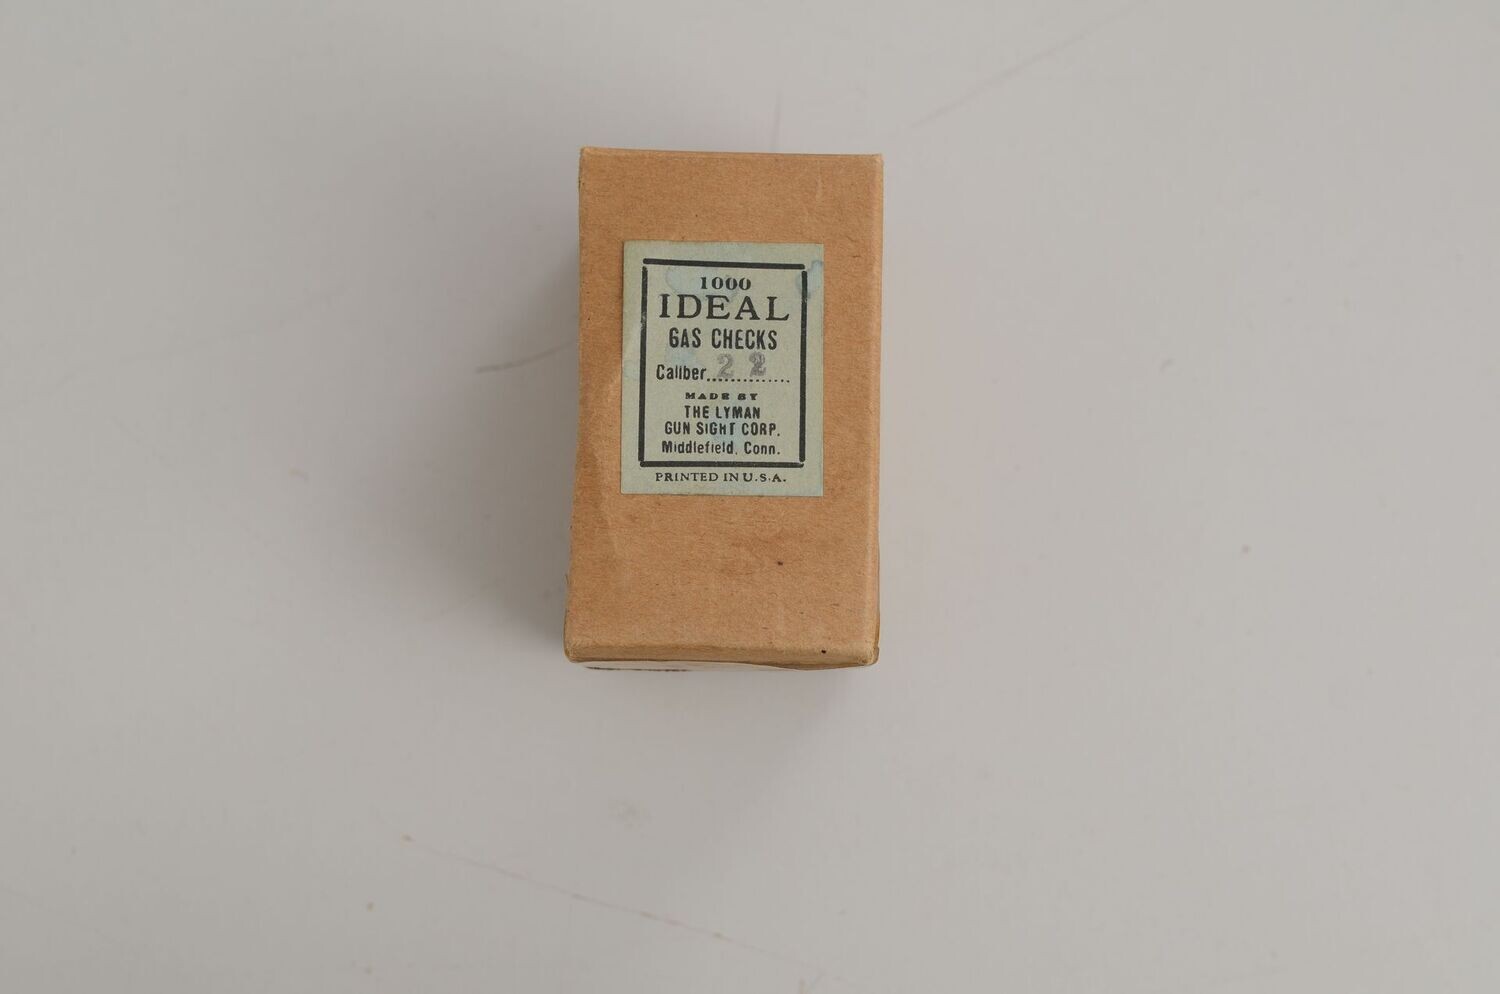 1000
IDEAL
GAS CHECKS
Caliber..............22
MADE BY
THE LYMAN
GUN SIGHT CORP.
Middlefield, Conn.
PRINTED IN U.S.A.